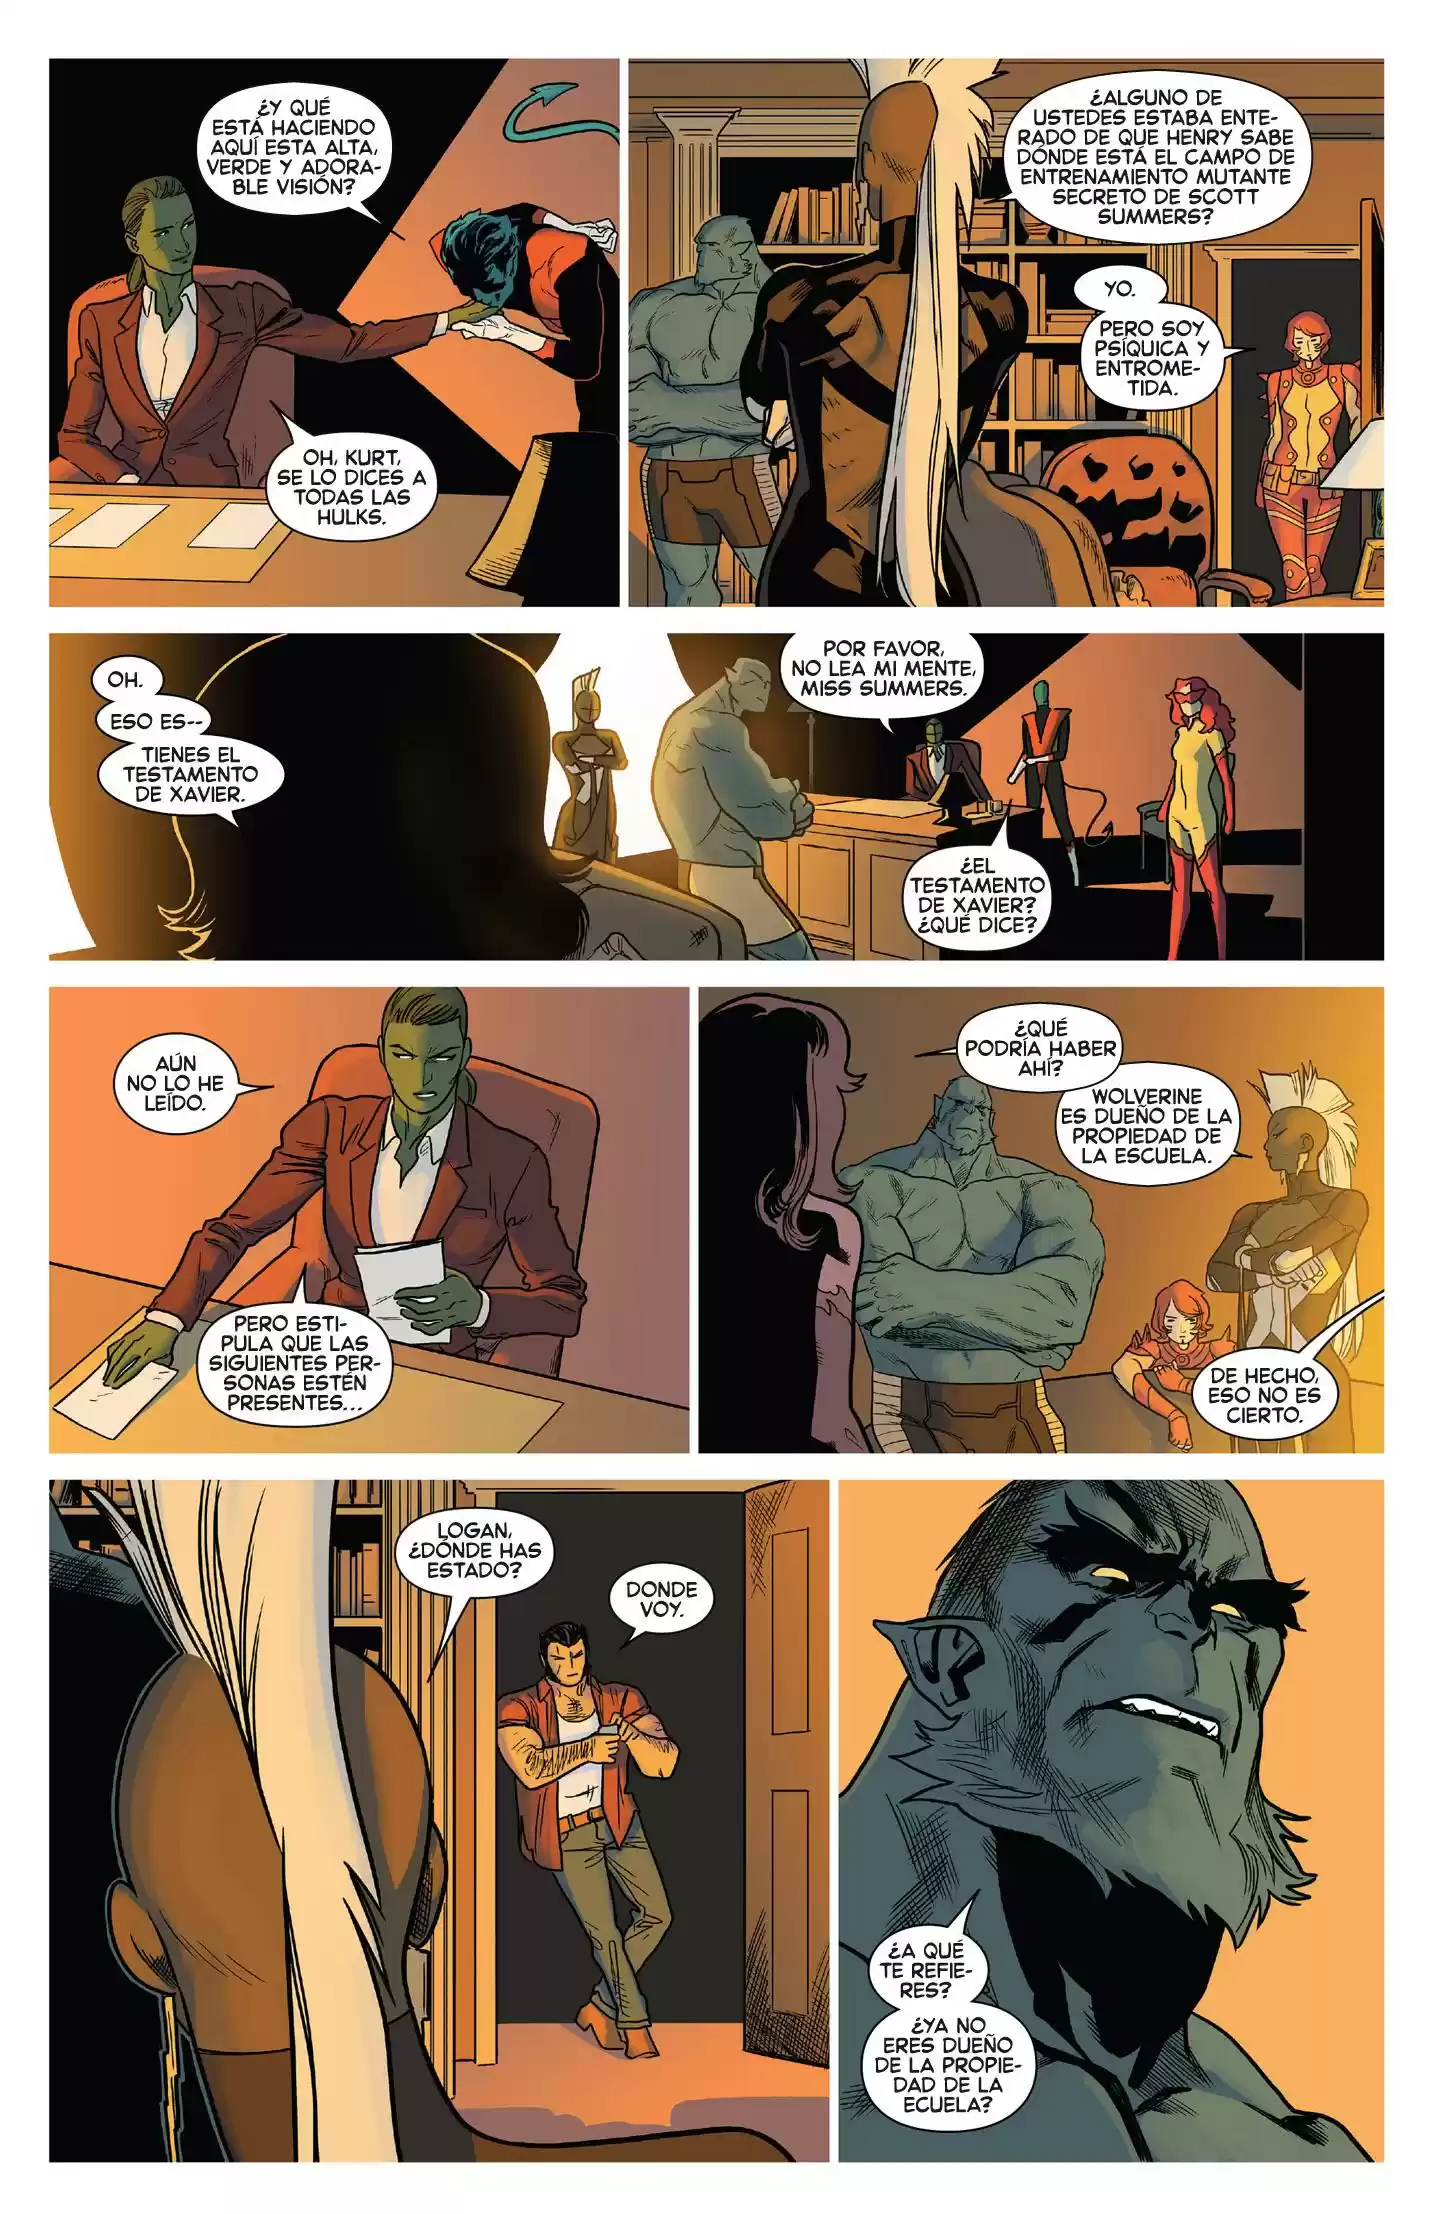 ¿Y QUÉ
ESTÁ HACIENDO
AQUÍ ESTA ALTA,
VERDE Y ADORA-
BLE VISIÓN?
OH, KURT,
SE LO DICES A
TODAS LAS
HULKS.
¿ALGUNO DE
USTEDES ESTABA ENTE-
RADO DE QUE HENRY SABE
DÓNDE ESTÁ EL CAMPO DE
ENTRENAMIENTO MUTANTE
SECRETO DE SCOTT
SUMMERS?
YO.
PERO SOY
PSÍQUICA Y
ENTROME-
TIDA.
OH.
ESO ES--
TIENES EL
TESTAMENTO
DE XAVIER.
POR FAVOR,
NO LEA MI MENTE,
MISS SUMMERS.
¿EL
TESTAMENTO
DE XAVIER?
¿QUÉ DICE?
AÚN
NO LO HE
LEÍDO.
PERO ESTI-
PULA QUE LAS
SIGUIENTES PER-
SONAS ESTÉN
PRESENTES...
¿QUÉ
PODRÍA HABER
AHÍ?
WOLVERINE
ES DUEÑO DE LA
PROPIEDAD DE
LA ESCUELA.
DE HECHO,
ESO NO ES
CIERTO.
LOGAN,
¿DÓNDE HAS
ESTADO?
DONDE
VOY.
¿A QUÉ
TE REFIE-
RES?
¿YA NO
ERES DUEÑO
DE LA PROPIE-
DAD DE LA
ECUELA?